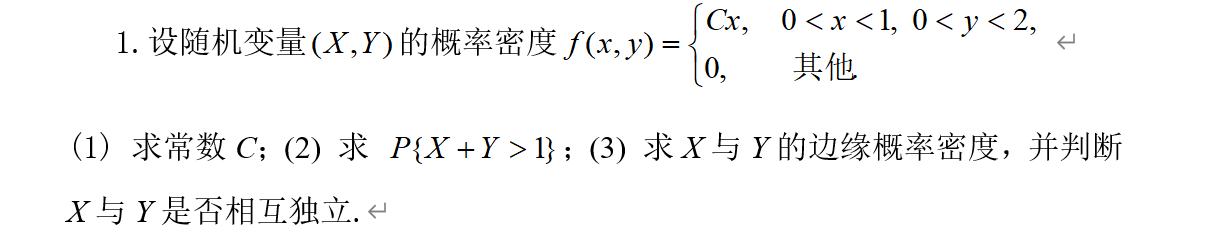 1. 设随机变量(X,Y)的概率密度 f(x,y) = { Cx, 0 < x < 1, 0 < y < 2,
0, 其他.
(1) 求常数 C; (2) 求 P{X + Y > 1}; (3) 求 X 与 Y 的边缘概率密度，并判断
X 与 Y 是否相互独立.